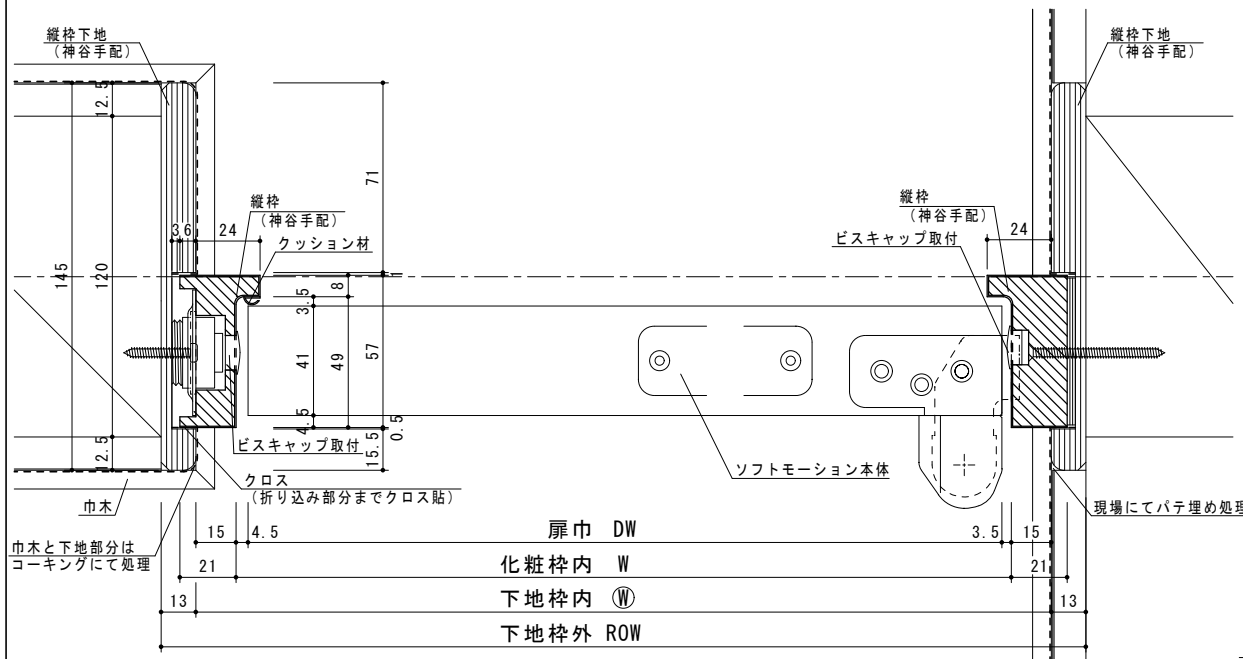 縦枠下地
(神谷手配)
縦枠下地
(神谷手配)
12.5
71
145
120
縦枠
(神谷手配)
クッション材
3
6
24
縦枠
(神谷手配)
ビスキャップ取付
24
1
8
3.5
41
49
57
4.5
0.5
15.5
12.5
ビスキャップ取付
クロス
(折り込み部分までクロス貼)
ソフトモーション本体
巾木
現場にてパテ埋め処理
巾木と下地部分は
コーキングにて処理
15
4.5
扉巾 DW
3.5
15
21
化粧枠内 W
21
13
下地枠内 Ⓦ
13
下地枠外 ROW